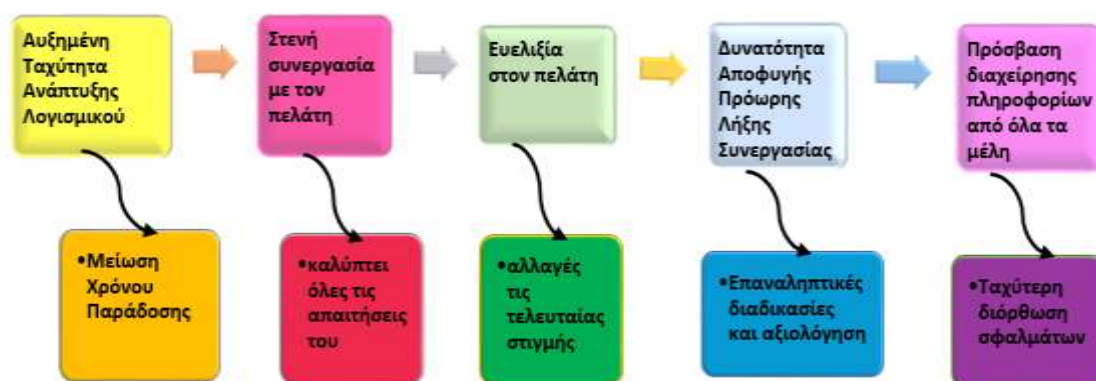 Αυξημένη
Ταχύτητα
Ανάπτυξης
Λογισμικού
Στενή
συνεργασία
με τον
πελάτη
Ευελιξία
στον πελάτη
Δυνατότητα
Αποφυγής
Πρόωρης
Λήξης
Συνεργασίας
Πρόσβαση
διαχείρησης
πληροφορίων
από όλα τα
μέλη
•Μείωση
Χρόνου
Παράδοσης
•καλύπτει
όλες τις
απαιτήσεις
του
•αλλαγές
τις
τελευταίας
στιγμής
•Επαναληπτικές
διαδικασίες
και αξιολόγηση
•Ταχύτερη
διόρθωση
σφαλμάτων